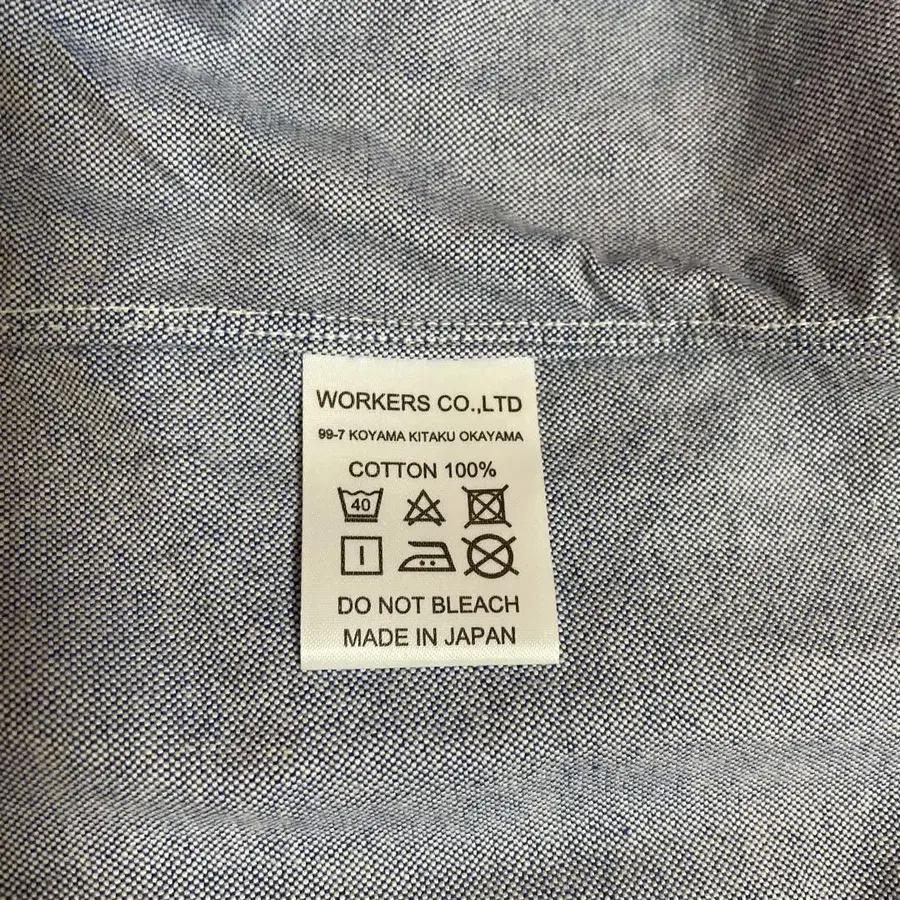 WORKERS CO.,LTD
99-7 KOYAMA KITAKU OKAYAMA
COTTON 100%
40
DO NOT BLEACH
MADE IN JAPAN